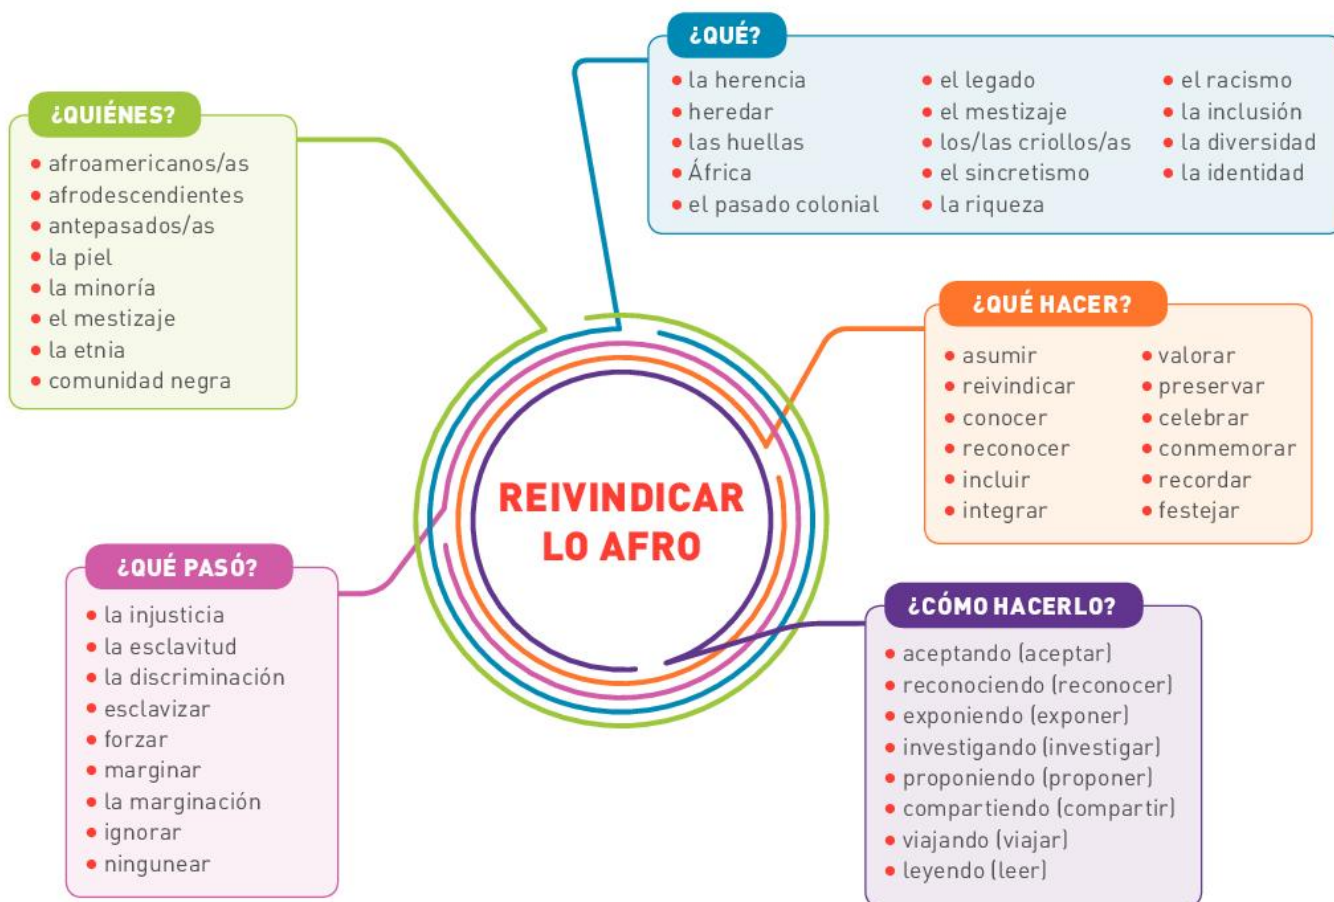 ¿QUÉ?
• la herencia
• heredar
• las huellas
• África
• el pasado colonial
• el legado
• el mestizaje
• los/las criollos/as
• el sincretismo
• la riqueza
• el racismo
• la inclusión
• la diversidad
• la identidad
¿QUIÉNES?
• afroamericanos/as
• afrodescendientes
• antepasados/as
• la piel
• la minoría
• el mestizaje
• la etnia
• comunidad negra
¿QUÉ HACER?
• asumir
• reivindicar
• conocer
• reconocer
• incluir
• integrar
• valorar
• preservar
• celebrar
• conmemorar
• recordar
• festejar
REIVINDICAR
LO AFRO
¿QUÉ PASÓ?
• la injusticia
• la esclavitud
• la discriminación
• esclavizar
• forzar
• marginar
• la marginación
• ignorar
• ningunear
¿CÓMO HACERLO?
• aceptando (aceptar)
• reconociendo (reconocer)
• exponiendo (exponer)
• investigando (investigar)
• proponiendo (proponer)
• compartiendo (compartir)
• viajando (viajar)
• leyendo (leer)